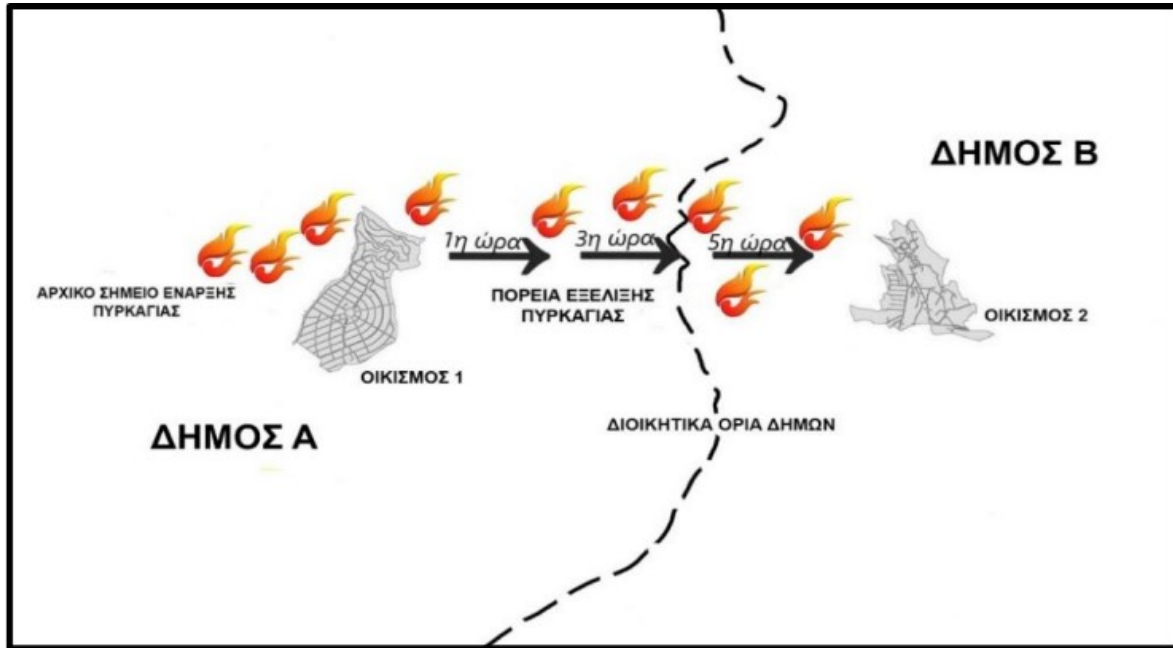 ΔΗΜΟΣ Β
1η ώρα
3η ώρα
5η ώρα
ΑΡΧΙΚΟ ΣΗΜΕΙΟ ΕΝΑΡΞΗΣ
ΠΥΡΚΑΓΙΑΣ
ΠΟΡΕΙΑ ΕΞΕΛΙΞΗΣ
ΠΥΡΚΑΓΙΑΣ
ΟΙΚΙΣΜΟΣ 2
ΟΙΚΙΣΜΟΣ 1
ΔΗΜΟΣ Α
ΔΙΟΙΚΗΤΙΚΑ ΟΡΙΑ ΔΗΜΩΝ